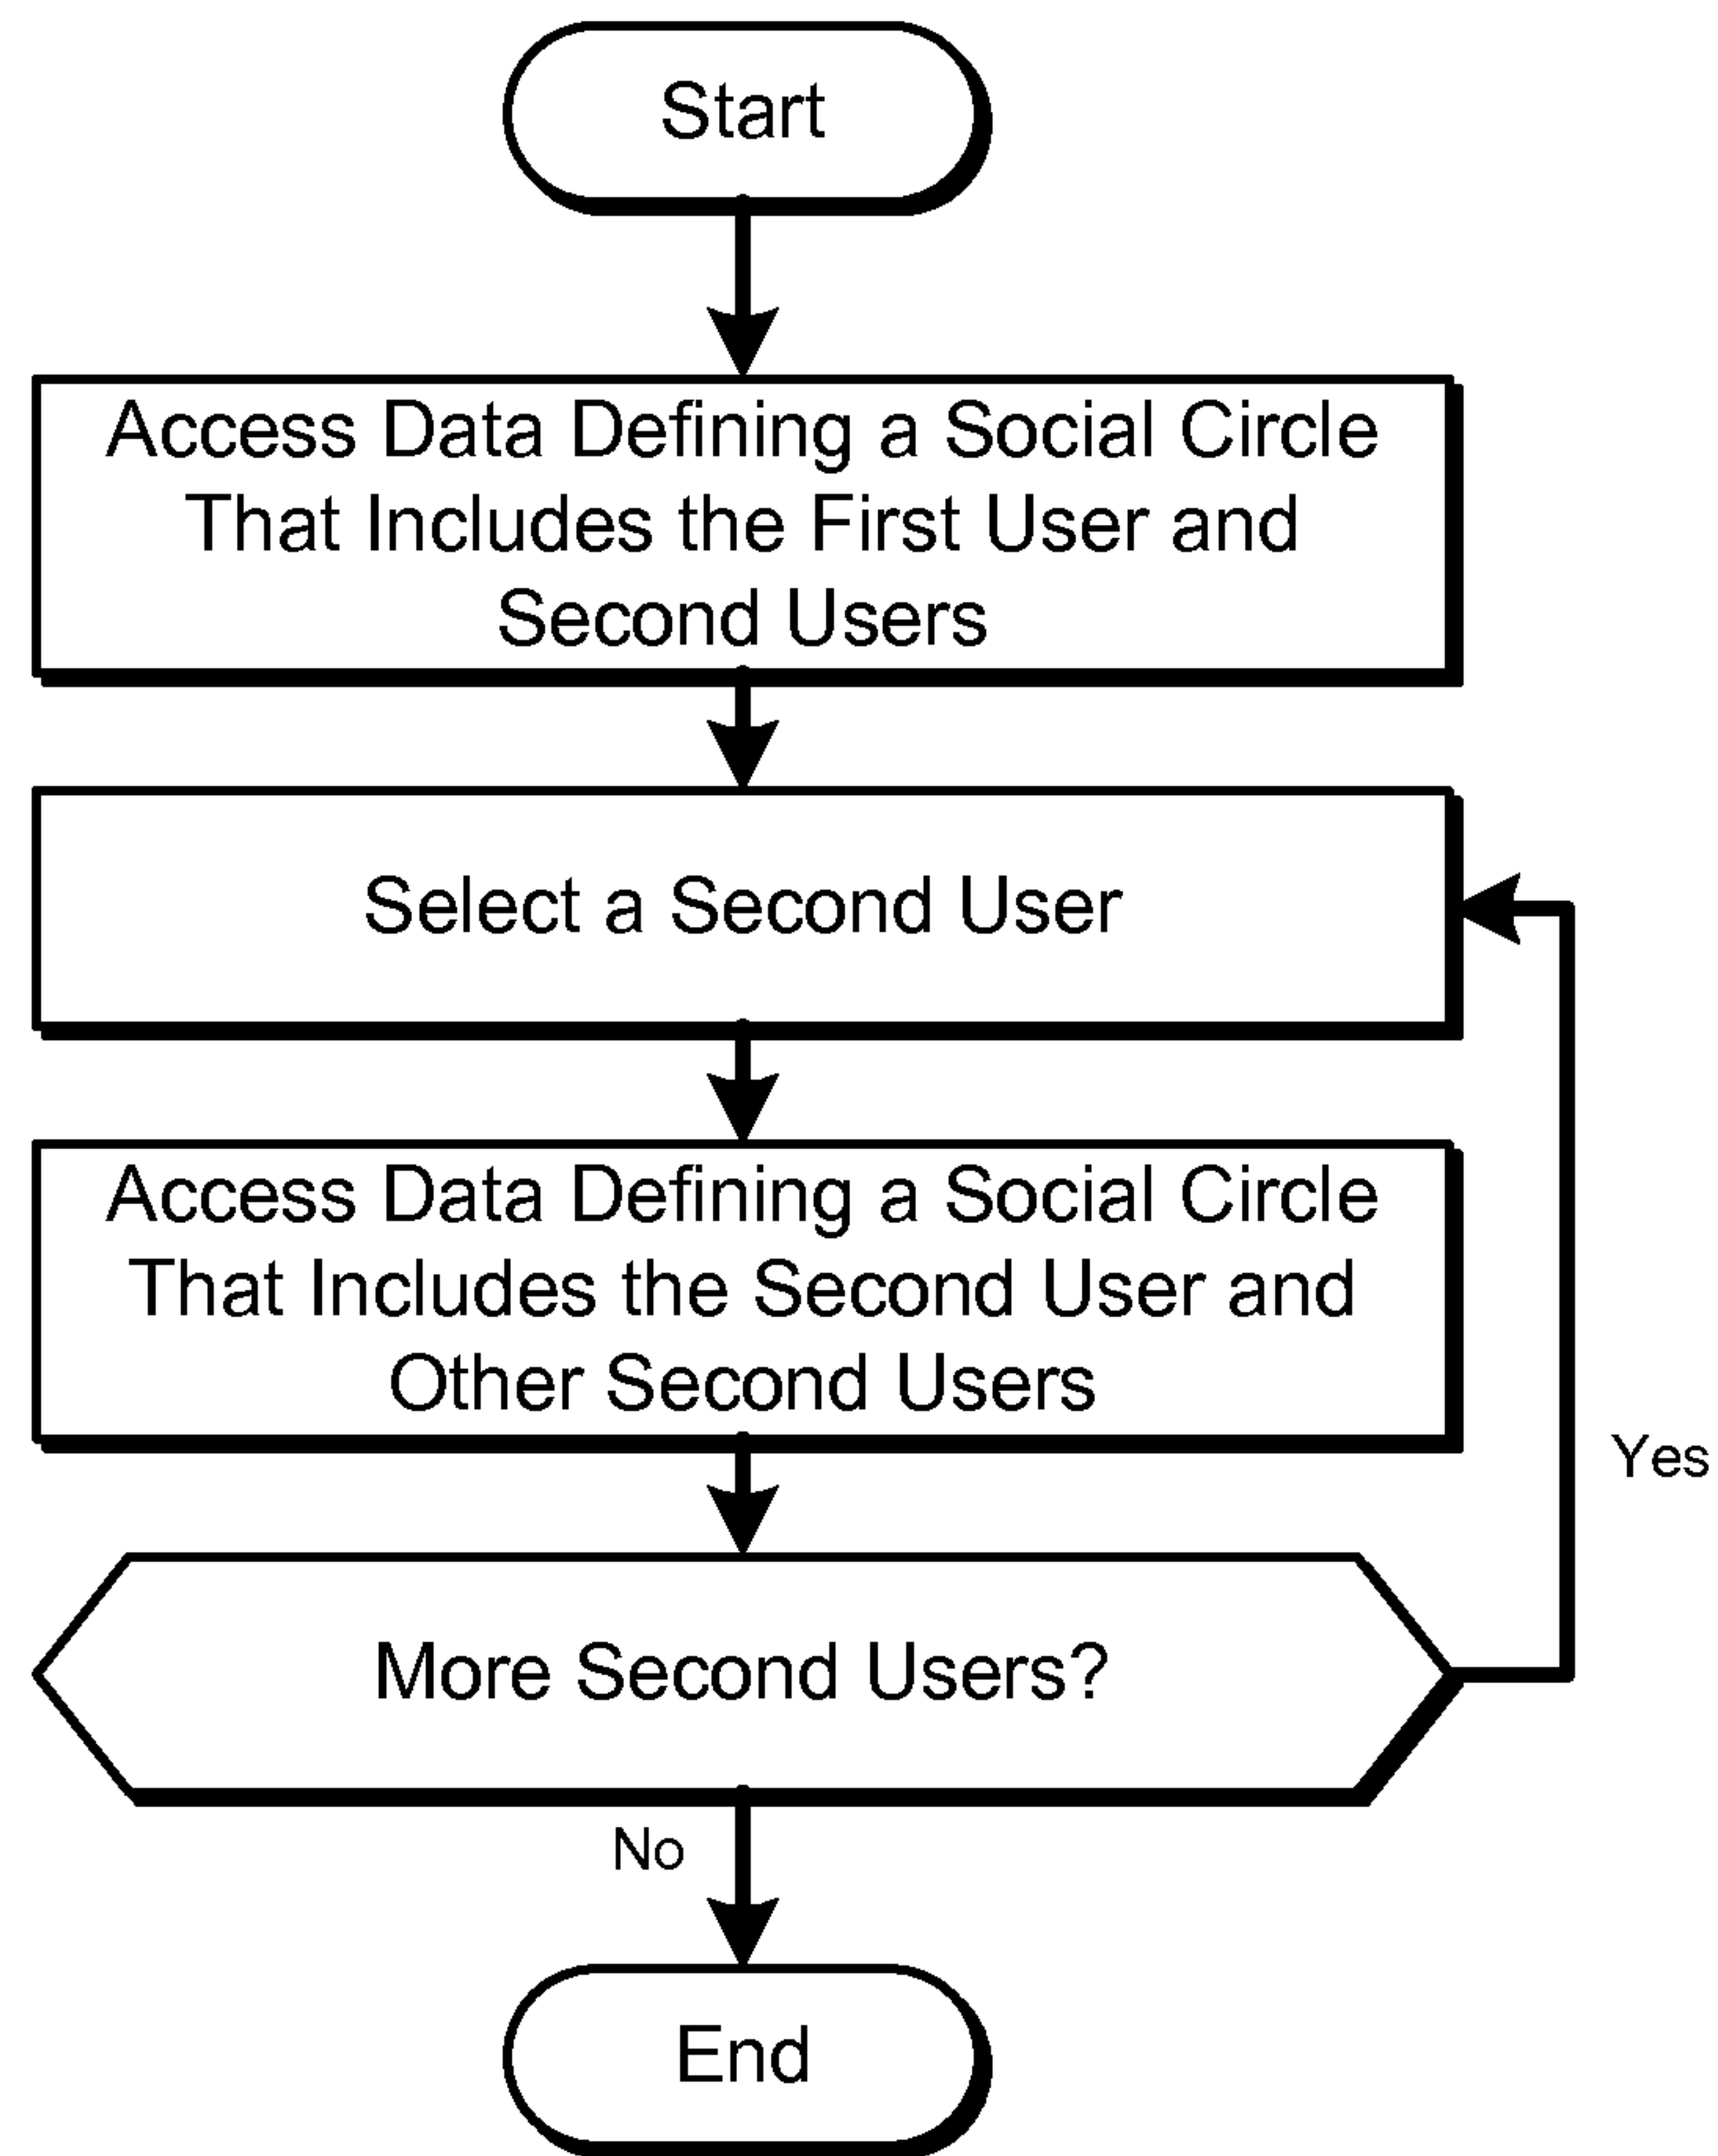 Start
Access Data Defining a Social Circle
That Includes the First User and
Second Users
Select a Second User
Access Data Defining a Social Circle
That Includes the Second User and
Other Second Users
Yes
More Second Users?
No
End